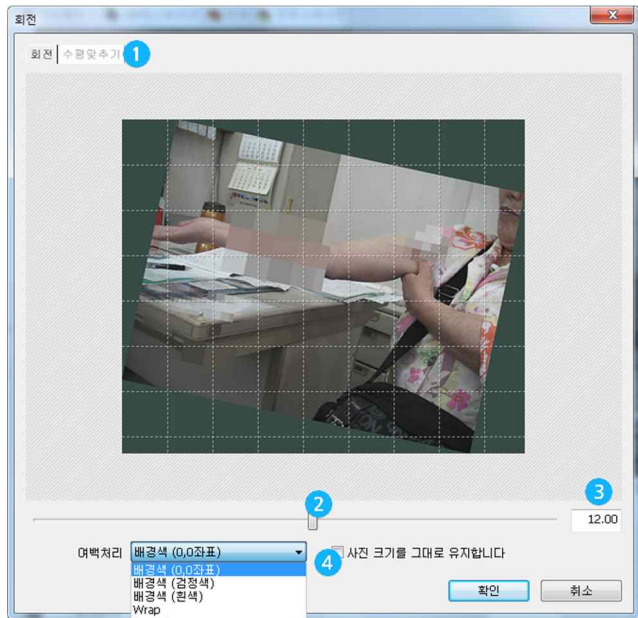 회전
회전 수평맞추기 1
2
3
12.00
여백처리 배경색 (0,0좌표) 4 사진 크기를 그대로 유지합니다
배경색 (0,0좌표)
배경색 (검정색)
배경색 (흰색)
Wrap
확인 취소